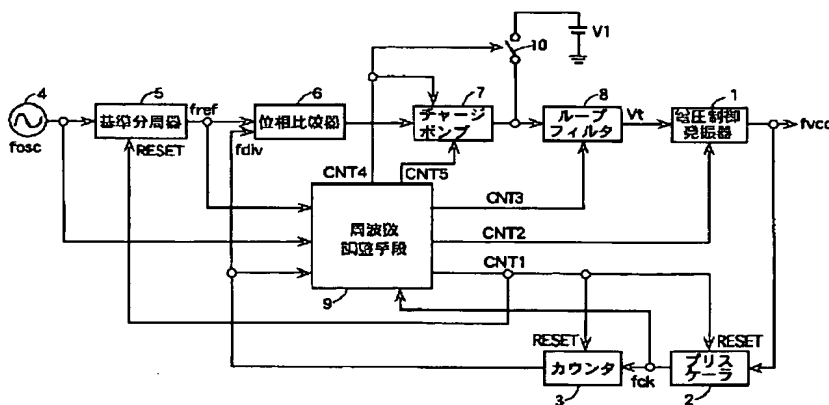 10
V1
4
fosc
5
基準分周器
RESET
fref
fdiv
6
位相比較器
7
チャージ
ポンプ
8
ループ
フィルタ
Vt
1
電圧制御
発振器
fvco
CNT4
CNT5
CNT3
CNT2
CNT1
周波数
調整手段
9
RESET
カウンタ
3
fck
RESET
プリス
ケーラ
2